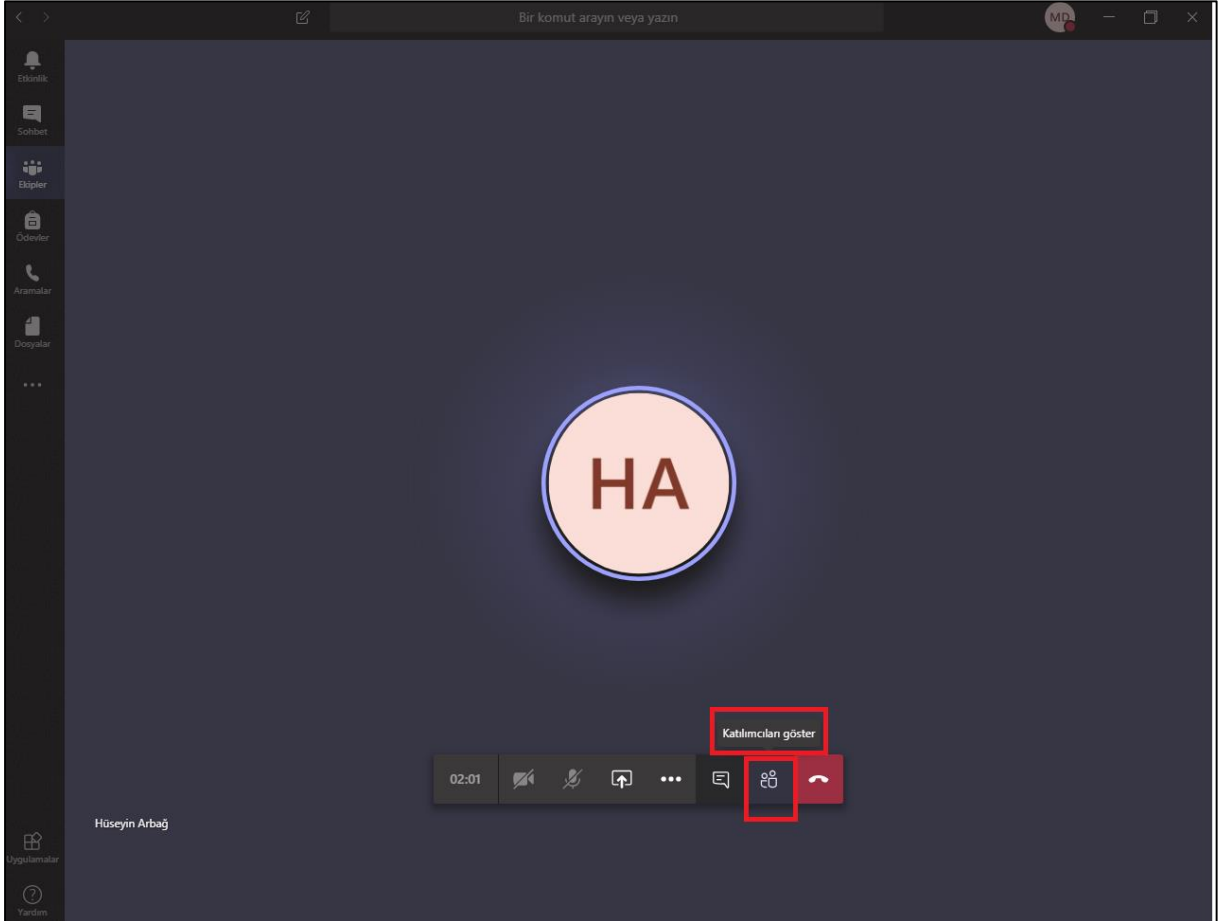 Bir komut arayın veya yazın
MD
Etkinlik
Sohbet
Ekipler
Ödevler
Aramalar
Dosyalar
HA
Katılımcıları göster
02:01
Hüseyin Arbağ
Uygulamalar
Yardım